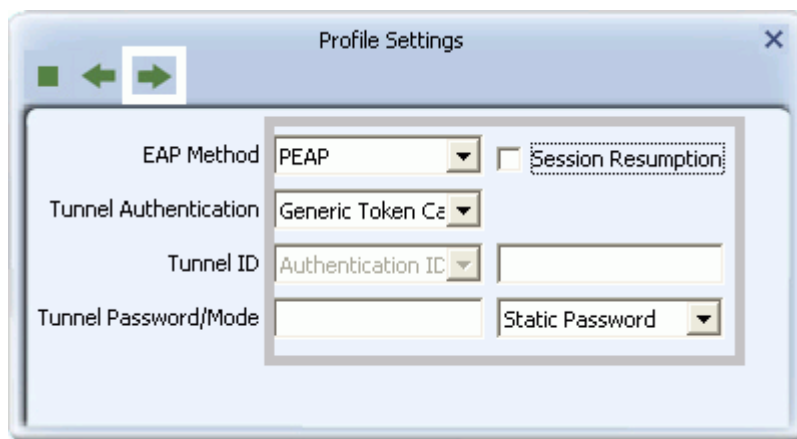 Profile Settings
EAP Method PEAP Session Resumption
Tunnel Authentication Generic Token Ca
Tunnel ID Authentication ID
Tunnel Password/Mode Static Password